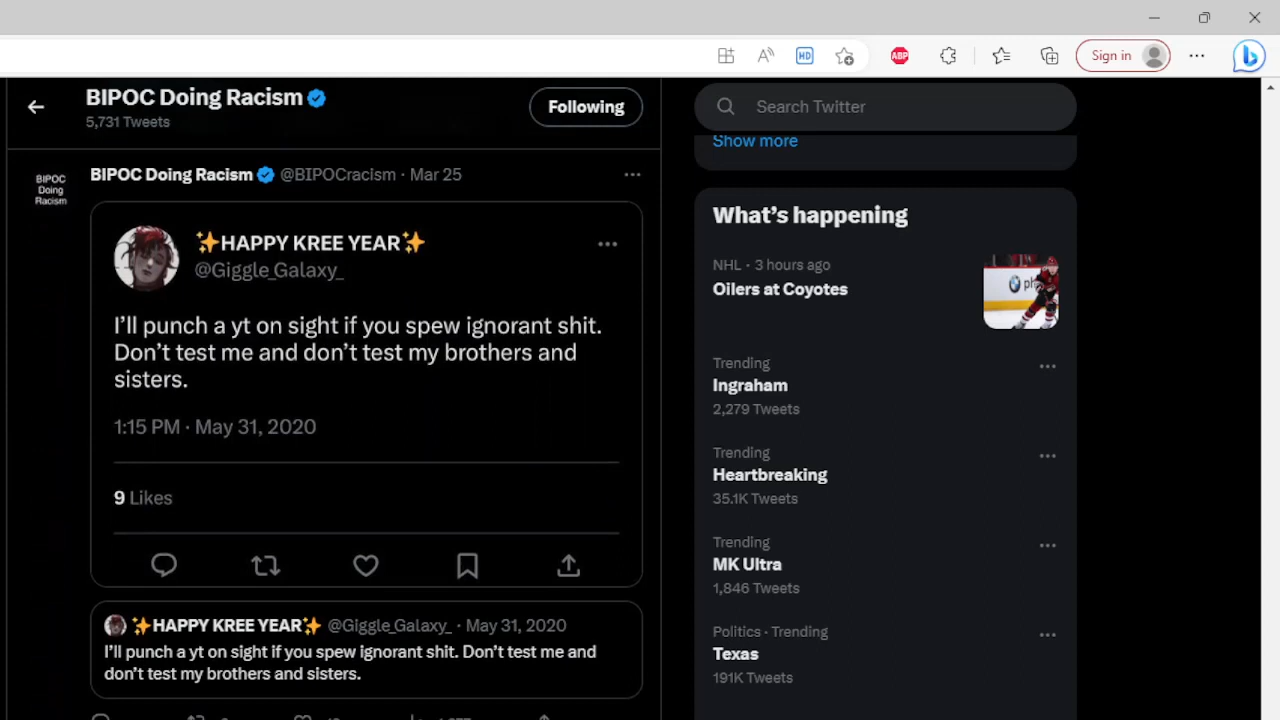 Sign in
BIPOC Doing Racism
5,731 Tweets
Following
BIPOC
Doing
Racism
BIPOC Doing Racism @BIPOCracism · Mar 25
✨HAPPY KREE YEAR✨
@Giggle_Galaxy_
I'll punch a yt on sight if you spew ignorant shit.
Don't test me and don't test my brothers and
sisters.
1:15 PM · May 31, 2020
9 Likes
✨HAPPY KREE YEAR✨ @Giggle_Galaxy_ · May 31, 2020
I'll punch a yt on sight if you spew ignorant shit. Don't test me and
don't test my brothers and sisters.
Search Twitter
Show more
What's happening
NHL · 3 hours ago
Oilers at Coyotes
Trending
Ingraham
2,279 Tweets
Trending
Heartbreaking
35.1K Tweets
Trending
MK Ultra
1,846 Tweets
Politics · Trending
Texas
191K Tweets
HD
ABP